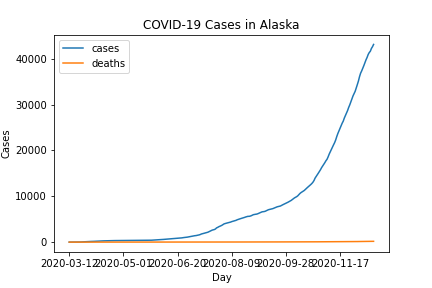 COVID-19 Cases in Alaska
cases
deaths
40000
30000
20000
10000
0
Cases
2020-03-12
2020-05-01
2020-06-20
2020-08-09
2020-09-28
2020-11-17
Day